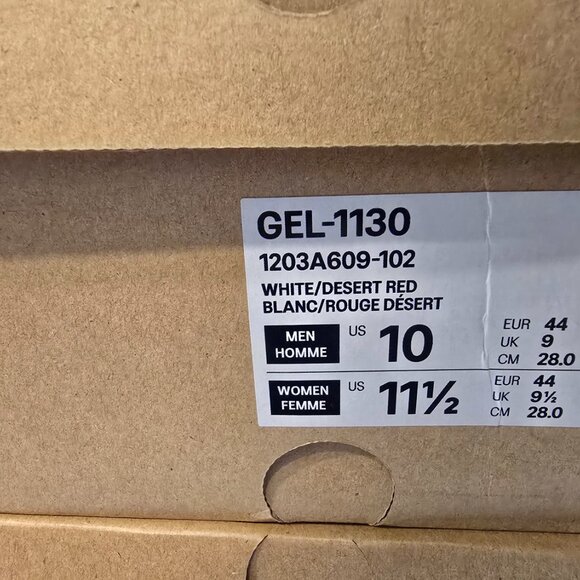 GEL-1130
1203A609-102
WHITE/DESERT RED
BLANC/ROUGE DÉSERT
MEN HOMME US 10 EUR 44 UK 9 CM 28.0
WOMEN FEMME US 11½ EUR 44 UK 9½ CM 28.0